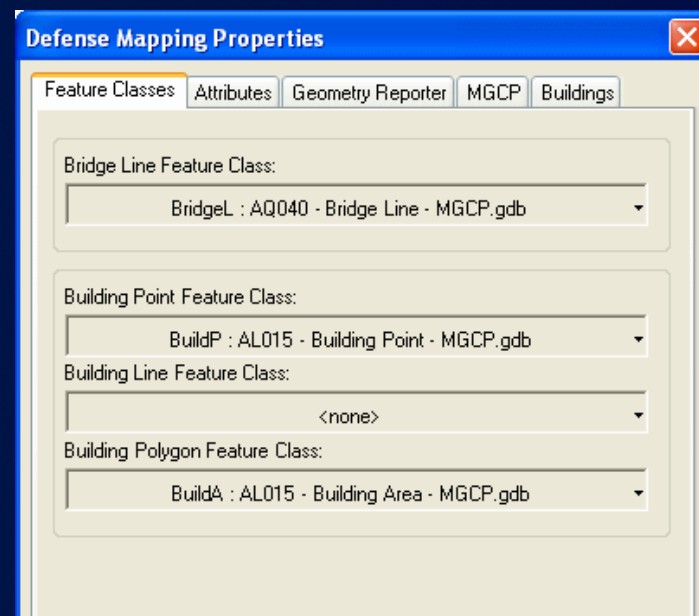 Defense Mapping Properties
Feature Classes Attributes Geometry Reporter MGCP Buildings
Bridge Line Feature Class:
BridgeL : AQ040 - Bridge Line - MGCP.gdb
Building Point Feature Class:
BuildP : AL015 - Building Point - MGCP.gdb
Building Line Feature Class:
<none>
Building Polygon Feature Class:
BuildA : AL015 - Building Area - MGCP.gdb